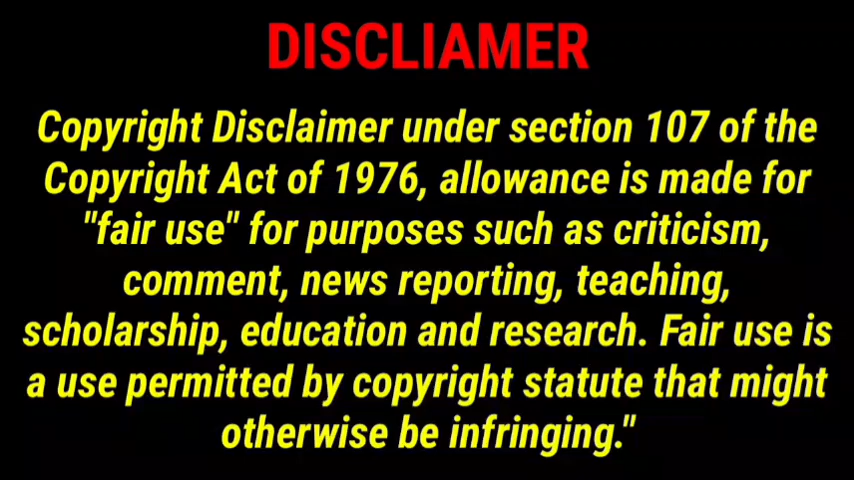 DISCLIAMER
Copyright Disclaimer under section 107 of the
Copyright Act of 1976, allowance is made for
"fair use" for purposes such as criticism,
comment, news reporting, teaching,
scholarship, education and research. Fair use is
a use permitted by copyright statute that might
otherwise be infringing."